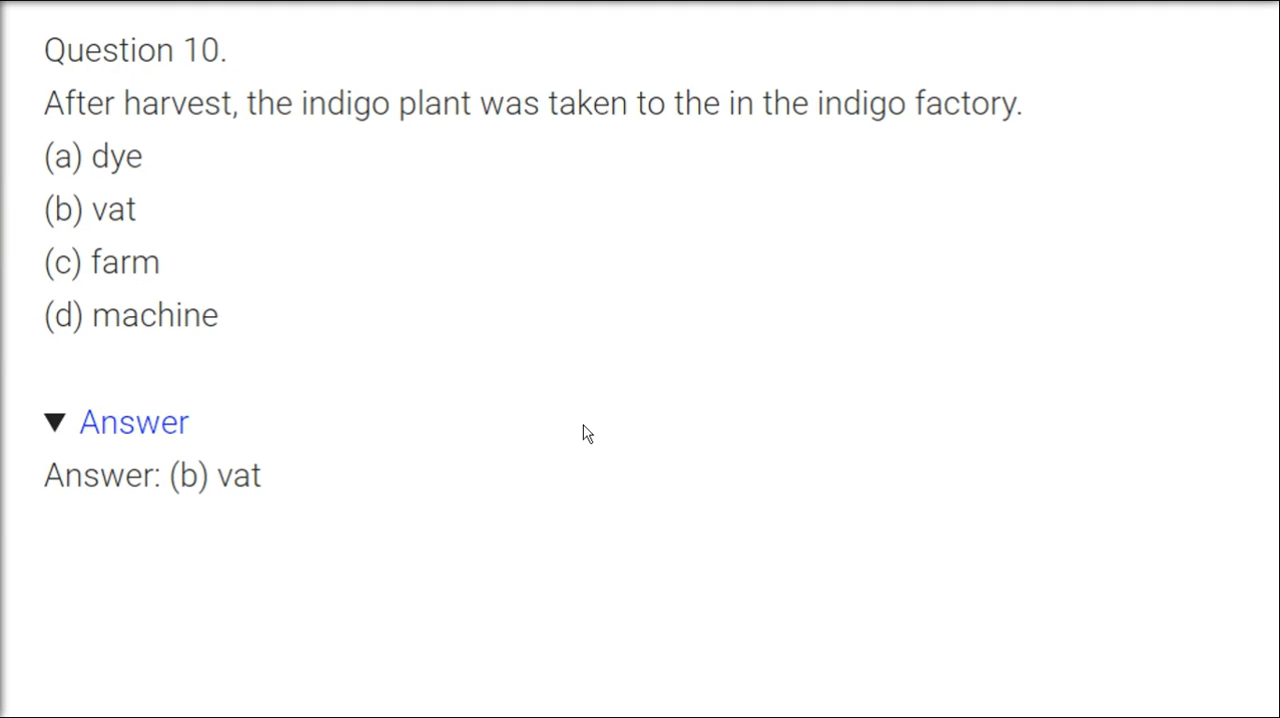 Question 10.
After harvest, the indigo plant was taken to the in the indigo factory.
(a) dye
(b) vat
(c) farm
(d) machine
▼ Answer
Answer: (b) vat